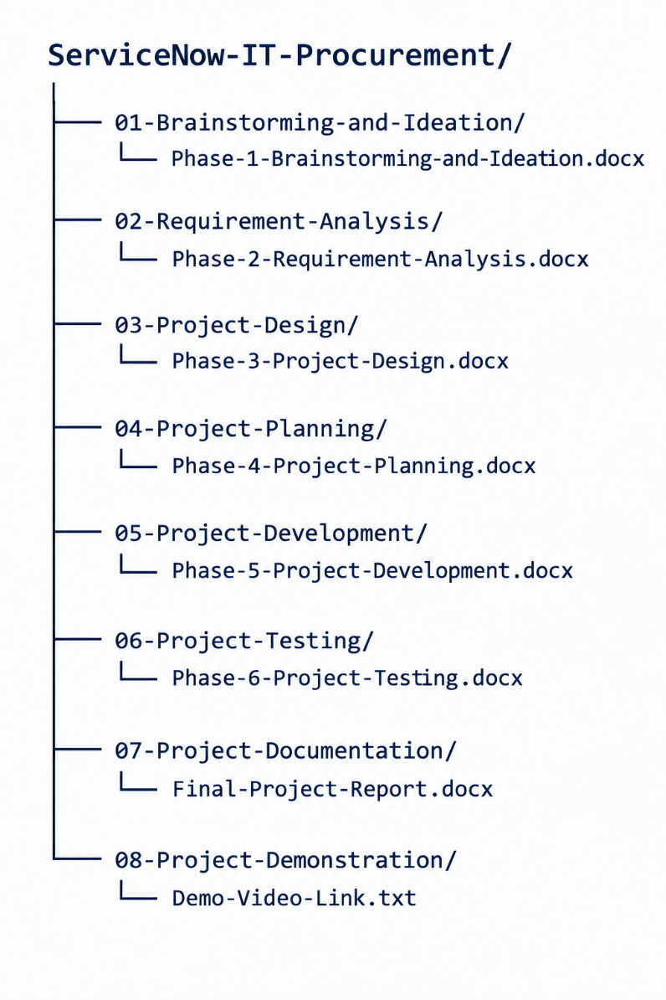 ServiceNow-IT-Procurement/
01-Brainstorming-and-Ideation/
Phase-1-Brainstorming-and-Ideation.docx
02-Requirement-Analysis/
Phase-2-Requirement-Analysis.docx
03-Project-Design/
Phase-3-Project-Design.docx
04-Project-Planning/
Phase-4-Project-Planning.docx
05-Project-Development/
Phase-5-Project-Development.docx
06-Project-Testing/
Phase-6-Project-Testing.docx
07-Project-Documentation/
Final-Project-Report.docx
08-Project-Demonstration/
Demo-Video-Link.txt